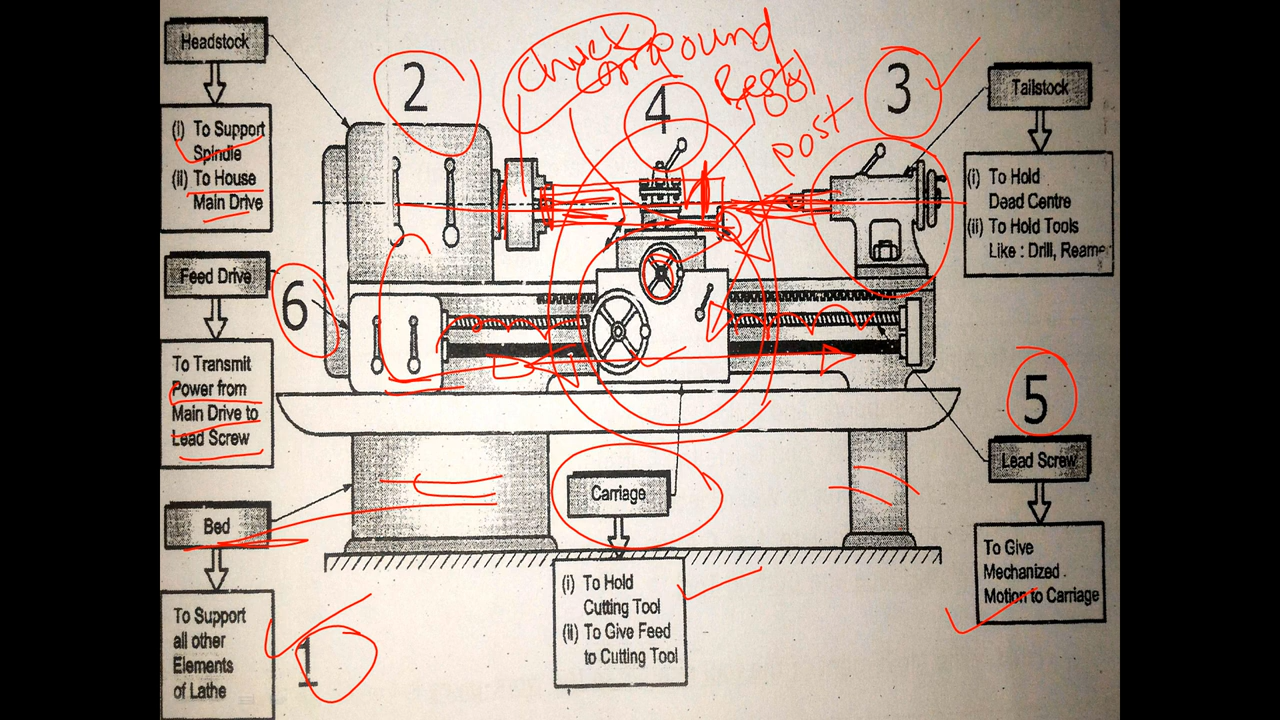 Headstock
(i) To Support
Spindle
(ii) To House
Main Drive
Feed Drive
To Transmit
Power from
Main Drive to
Lead Screw
Bed
To Support
all other
Elements
of Lathe
1
2
6
chuck
compound
Rest
Tool
post
4
3
Tailstock
(i) To Hold
Dead Centre
(ii) To Hold Tools
Like : Drill, Reame
5
Lead Screw
To Give
Mechanized
Motion to Carriage
Carriage
(i) To Hold
Cutting Tool
(ii) To Give Feed
to Cutting Tool